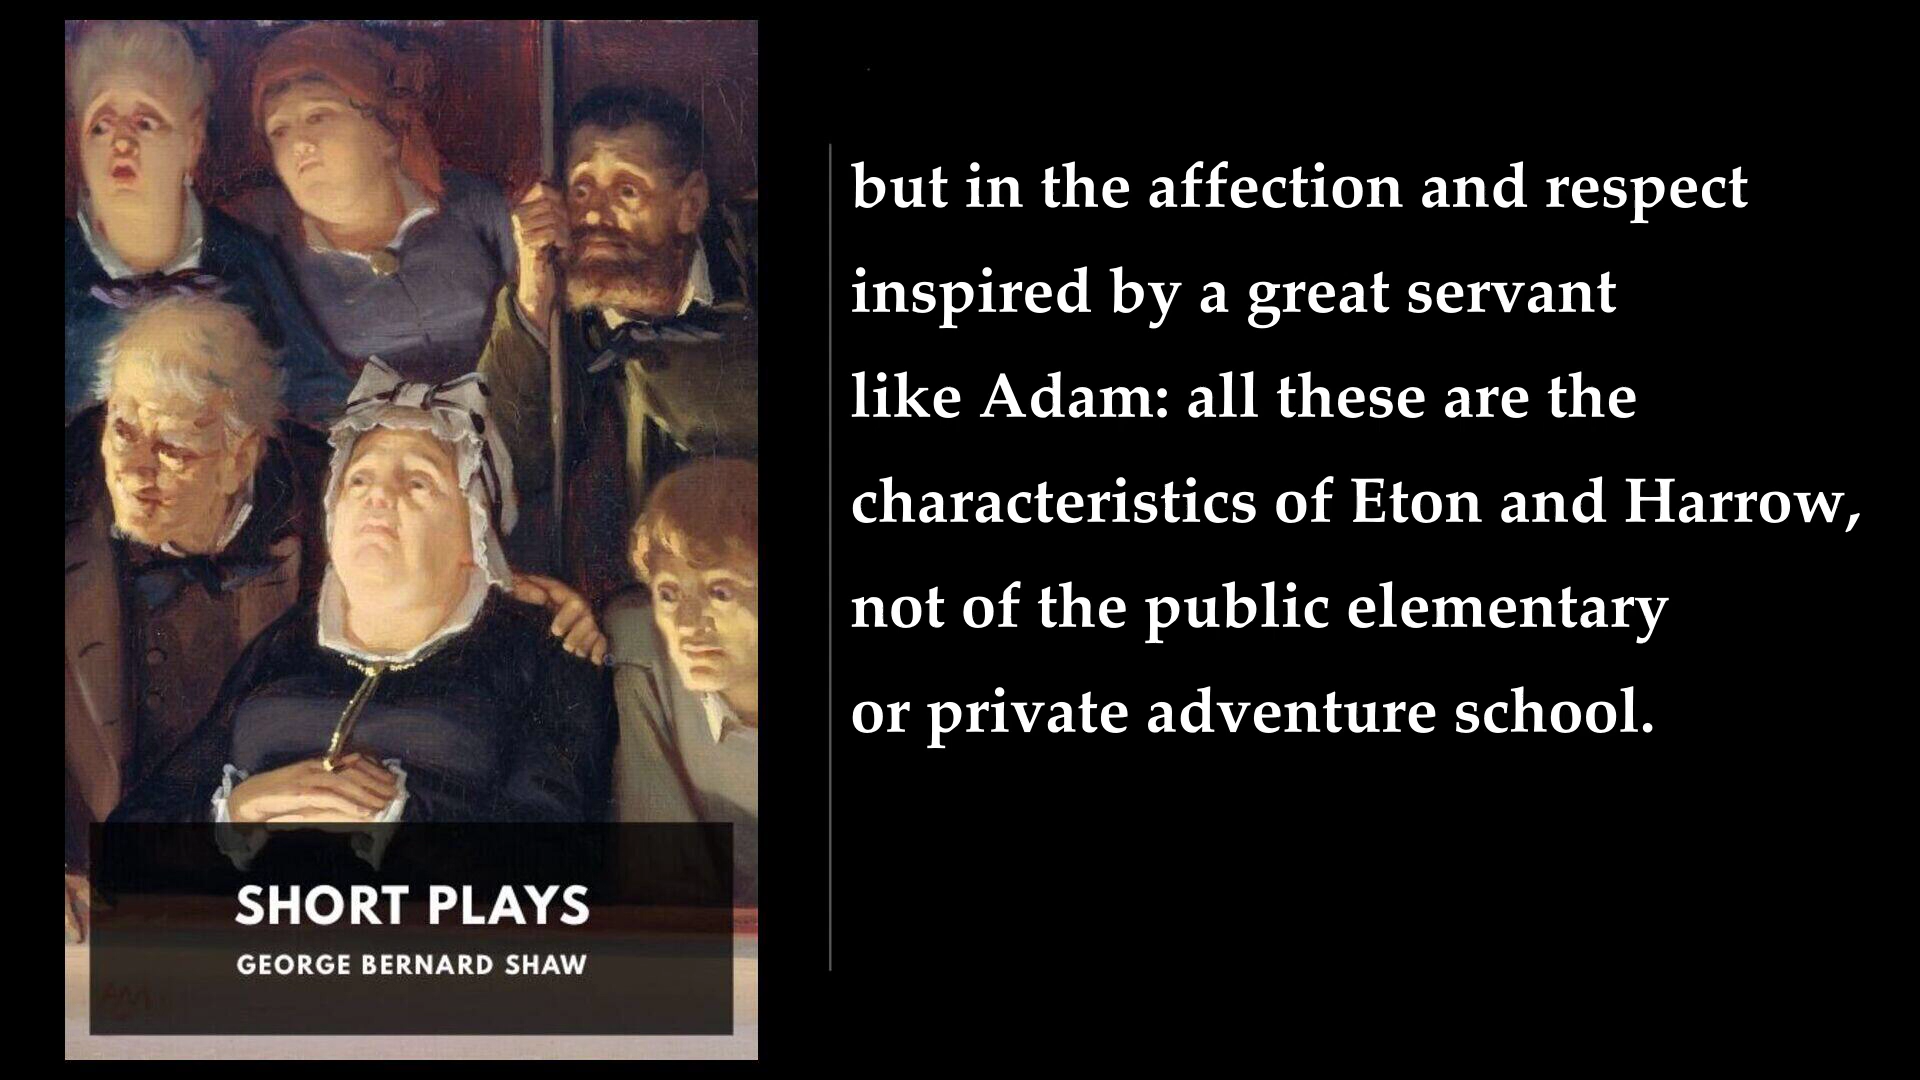 but in the affection and respect
inspired by a great servant
like Adam: all these are the
characteristics of Eton and Harrow,
not of the public elementary
or private adventure school.
SHORT PLAYS
GEORGE BERNARD SHAW